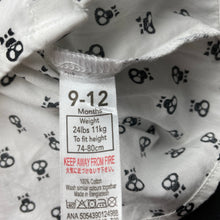 9-12
Months
Weight
24lbs 11kg
To fit height
74-80cm
KEEP AWAY FROM FIRE
100% Cotton
Wash similar colours together
Made in Bangladesh